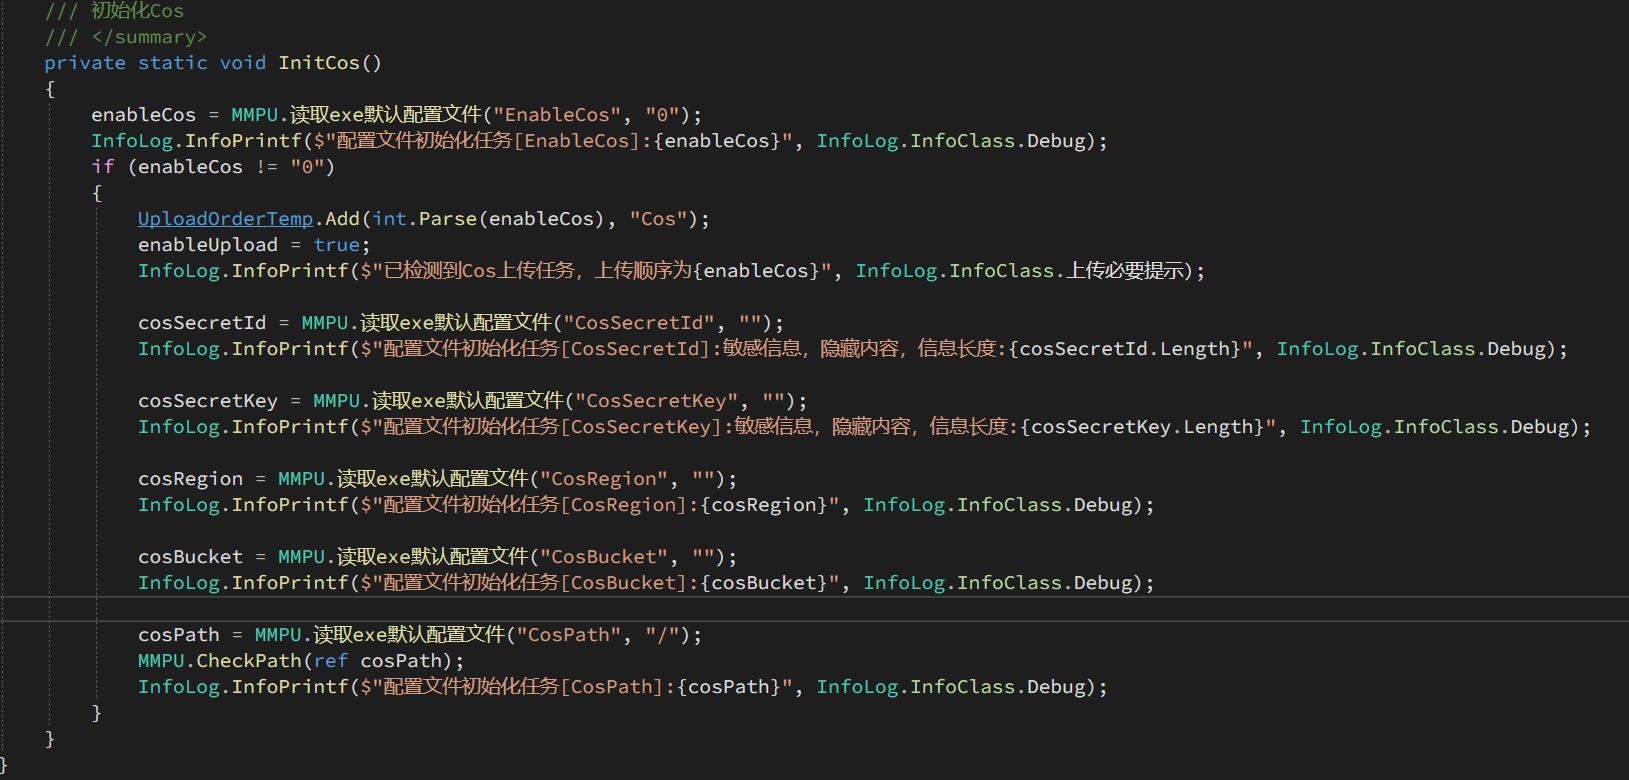 /// 初始化Cos
/// </summary>
private static void InitCos()
{
enableCos = MMPU.读取exe默认配置文件("EnableCos", "0");
InfoLog.InfoPrintf($"配置文件初始化任务[EnableCos]:{enableCos}", InfoLog.InfoClass.Debug);
if (enableCos != "0")
{
UploadOrderTemp.Add(int.Parse(enableCos), "Cos");
enableUpload = true;
InfoLog.InfoPrintf($"已检测到Cos上传任务，上传顺序为{enableCos}", InfoLog.InfoClass.上传必要提示);
cosSecretId = MMPU.读取exe默认配置文件("CosSecretId", "");
InfoLog.InfoPrintf($"配置文件初始化任务[CosSecretId]:敏感信息，隐藏内容，信息长度:{cosSecretId.Length}", InfoLog.InfoClass.Debug);
cosSecretKey = MMPU.读取exe默认配置文件("CosSecretKey", "");
InfoLog.InfoPrintf($"配置文件初始化任务[CosSecretKey]:敏感信息，隐藏内容，信息长度:{cosSecretKey.Length}", InfoLog.InfoClass.Debug);
cosRegion = MMPU.读取exe默认配置文件("CosRegion", "");
InfoLog.InfoPrintf($"配置文件初始化任务[CosRegion]:{cosRegion}", InfoLog.InfoClass.Debug);
cosBucket = MMPU.读取exe默认配置文件("CosBucket", "");
InfoLog.InfoPrintf($"配置文件初始化任务[CosBucket]:{cosBucket}", InfoLog.InfoClass.Debug);
cosPath = MMPU.读取exe默认配置文件("CosPath", "/");
MMPU.CheckPath(ref cosPath);
InfoLog.InfoPrintf($"配置文件初始化任务[CosPath]:{cosPath}", InfoLog.InfoClass.Debug);
}
}
}